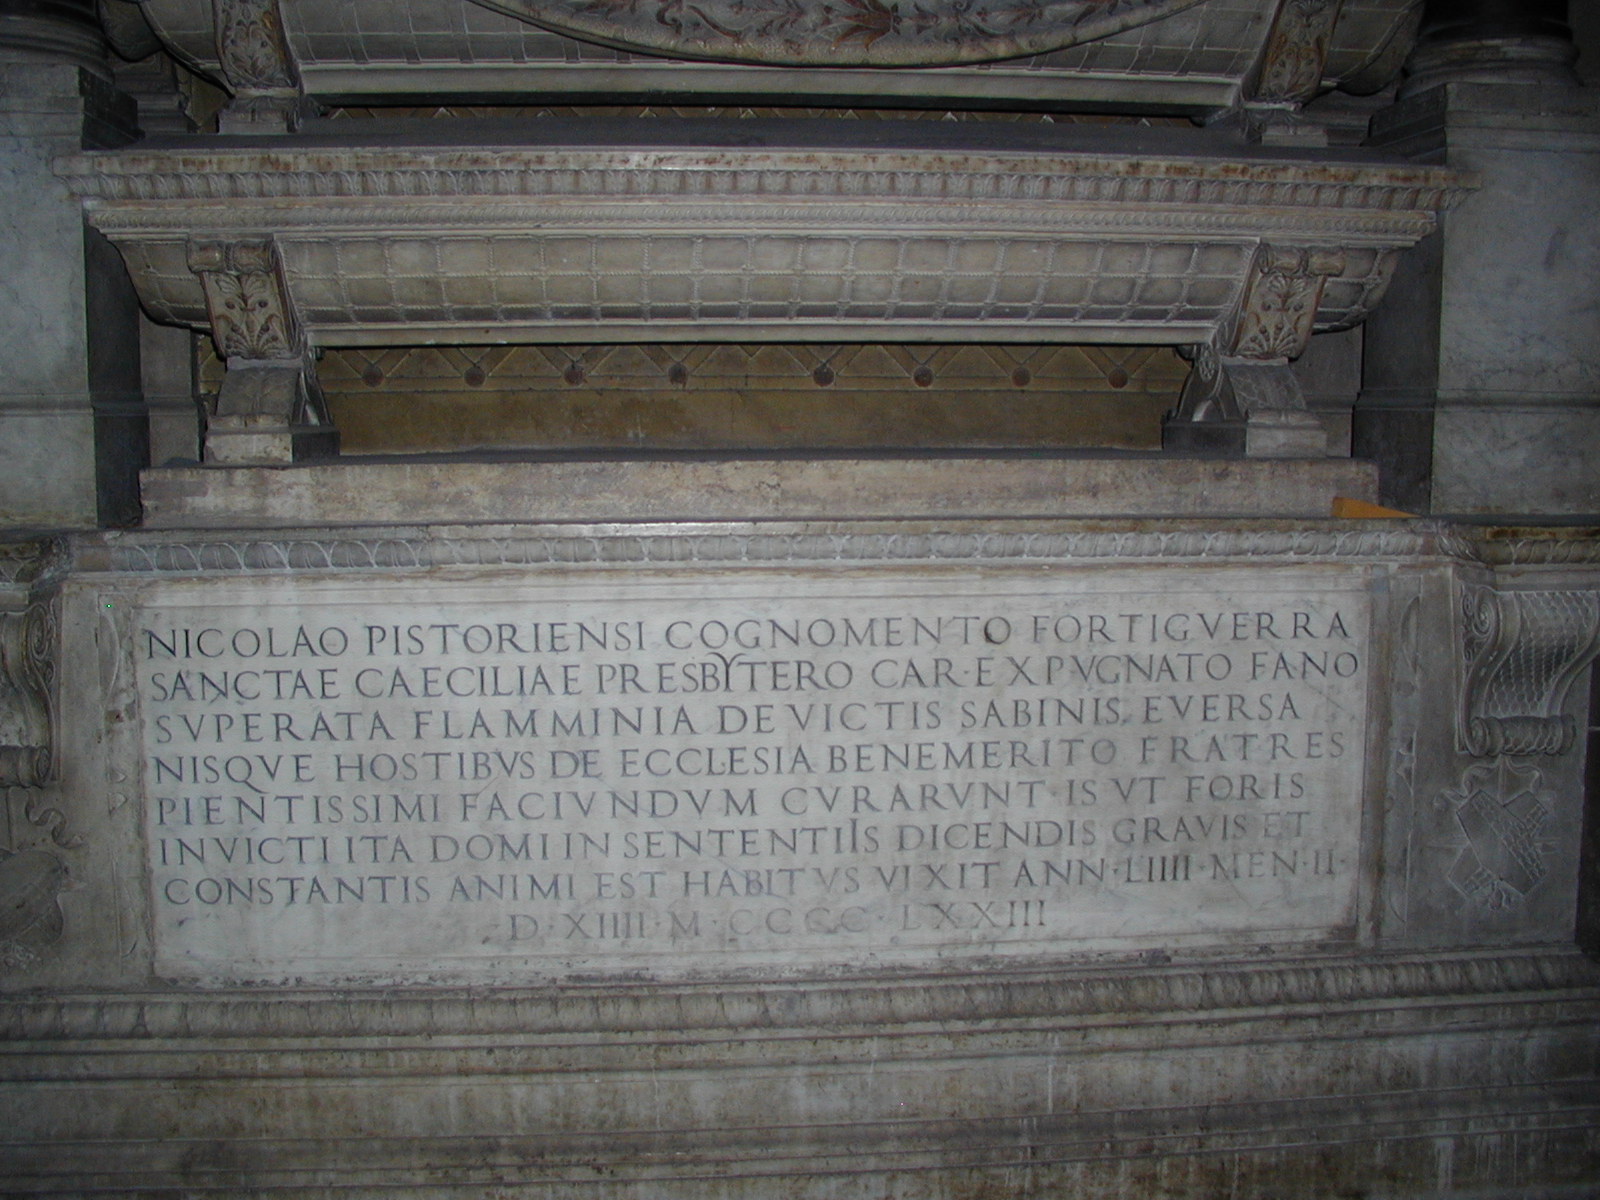 NICOLAO PISTORIENSI COGNOMENTO FORTIGVERRA
SANCTAE CAECILIAE PRESBYTERO CAR·EXPVGNATO FANO
SVPERATA FLAMMINIA DEVICTIS SABINIS EVERSA
NISQVE HOSTIBVS DE ECCLESIA BENEMERITO FRATRES
PIENTISSIMI FACIVNDVM CVRARVNT·IS VT FORIS
INVICTI ITA DOMI IN SENTENTIIS DICENDIS GRAVIS ET
CONSTANTIS ANIMI EST HABITVS VIXIT ANN·LIIII·MEN·II·
D·XIIII·M·CCCC·LXXIII